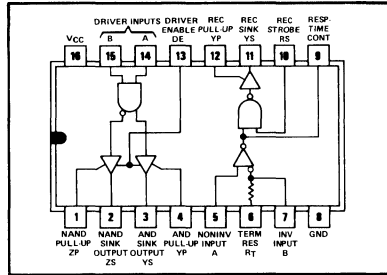 DRIVER INPUTS DRIVER REC REC REC RESP-
ENABLE PULL-UP SINK STROBE TIME
VCC B A DE YP YS RS CONT
16 15 14 13 12 11 10 9
1 2 3 4 5 6 7 8
NAND NAND AND AND NONINV TERM INV GND
PULL-UP SINK SINK PULL-UP INPUT RES INPUT
ZP OUTPUT OUTPUT YP A RT B
ZS YS